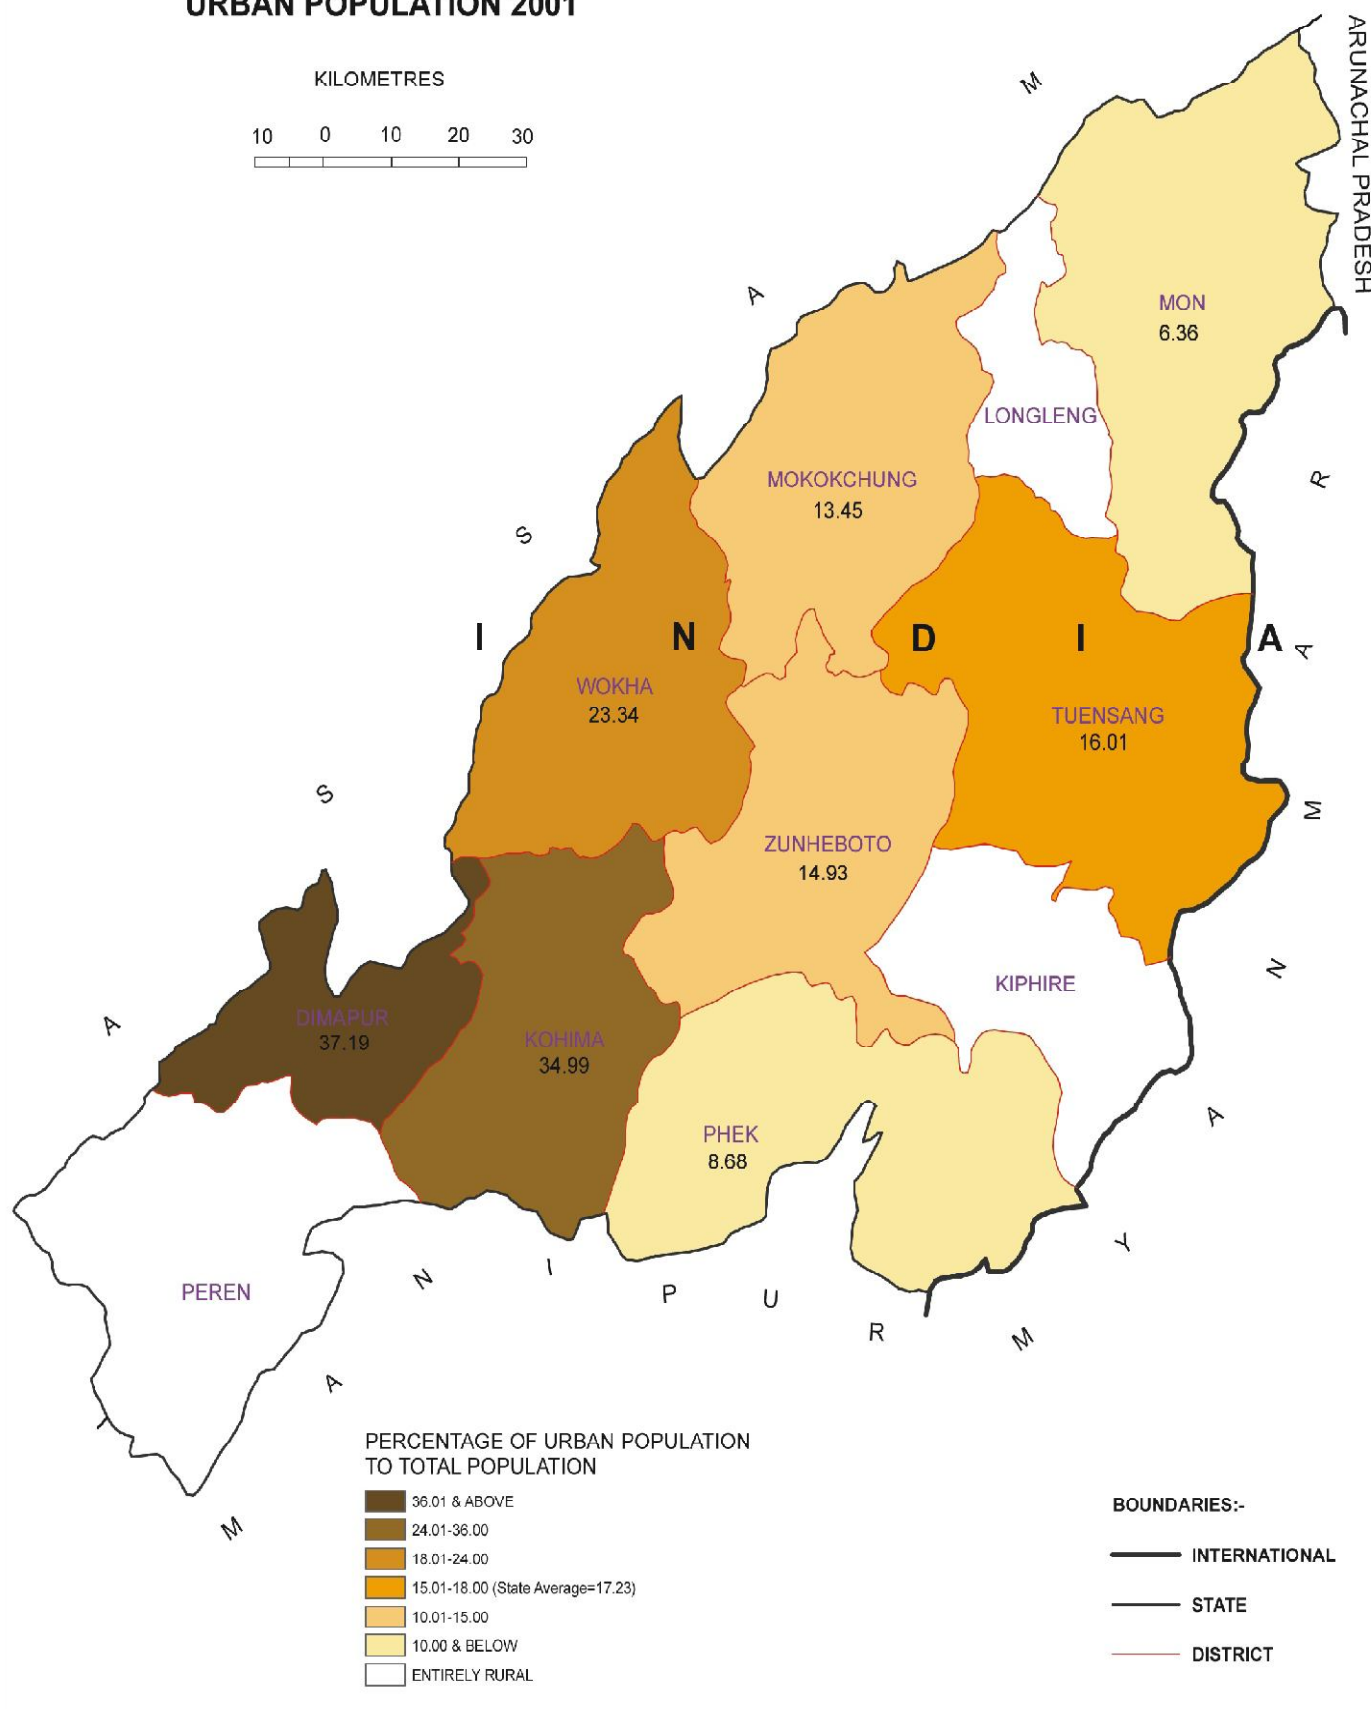 URBAN POPULATION 2001
KILOMETRES
10 0 10 20 30
ARUNACHAL PRADESH
A S S A M
MON
6.36
LONGLENG
MOKOKCHUNG
13.45
I N D I A
WOKHA
23.34
TUENSANG
16.01
ZUNHEBOTO
14.93
KIPHIRE
DIMAPUR
37.19
KOHIMA
34.99
PHEK
8.68
PEREN
M A N I P U R
M Y A N M A R
PERCENTAGE OF URBAN POPULATION
TO TOTAL POPULATION
36.01 & ABOVE
24.01-36.00
18.01-24.00
15.01-18.00 (State Average=17.23)
10.01-15.00
10.00 & BELOW
ENTIRELY RURAL
BOUNDARIES:-
INTERNATIONAL
STATE
DISTRICT